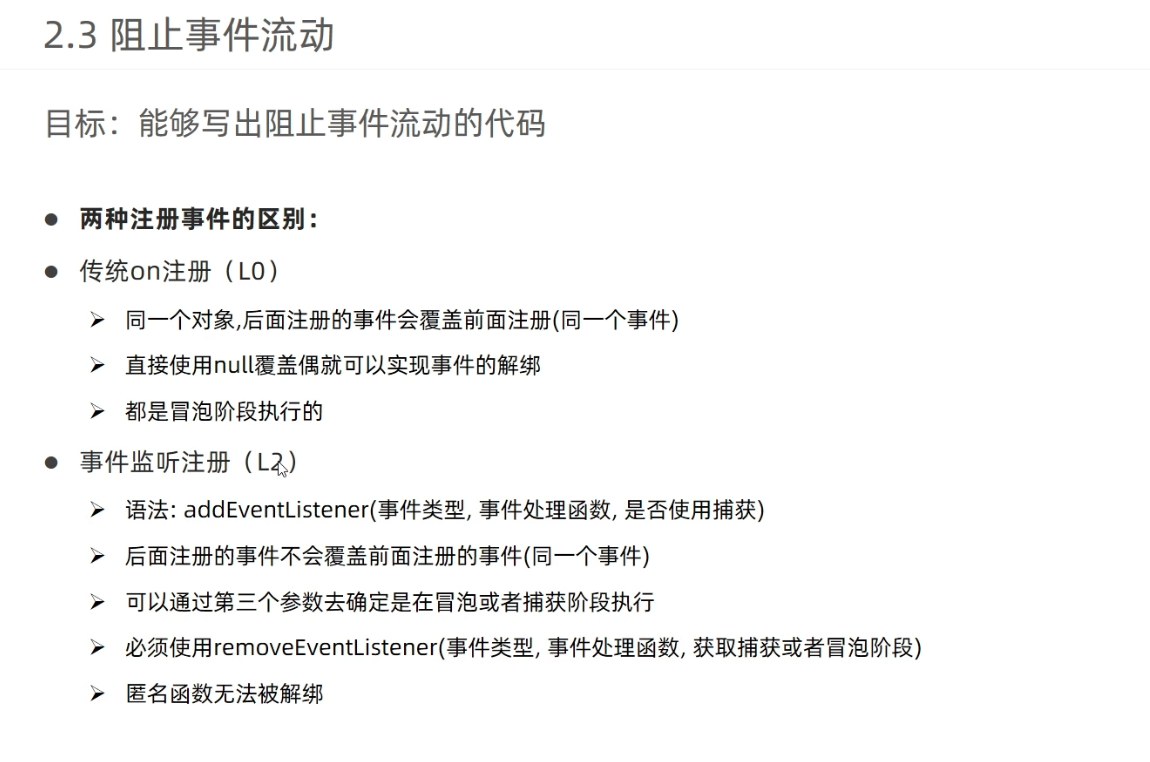 2.3 阻止事件流动
目标：能够写出阻止事件流动的代码
● 两种注册事件的区别：
● 传统on注册（L0）
➢ 同一个对象,后面注册的事件会覆盖前面注册(同一个事件)
➢ 直接使用null覆盖偶就可以实现事件的解绑
➢ 都是冒泡阶段执行的
● 事件监听注册（L2）
➢ 语法: addEventListener(事件类型, 事件处理函数, 是否使用捕获)
➢ 后面注册的事件不会覆盖前面注册的事件(同一个事件)
➢ 可以通过第三个参数去确定是在冒泡或者捕获阶段执行
➢ 必须使用removeEventListener(事件类型, 事件处理函数, 获取捕获或者冒泡阶段)
➢ 匿名函数无法被解绑